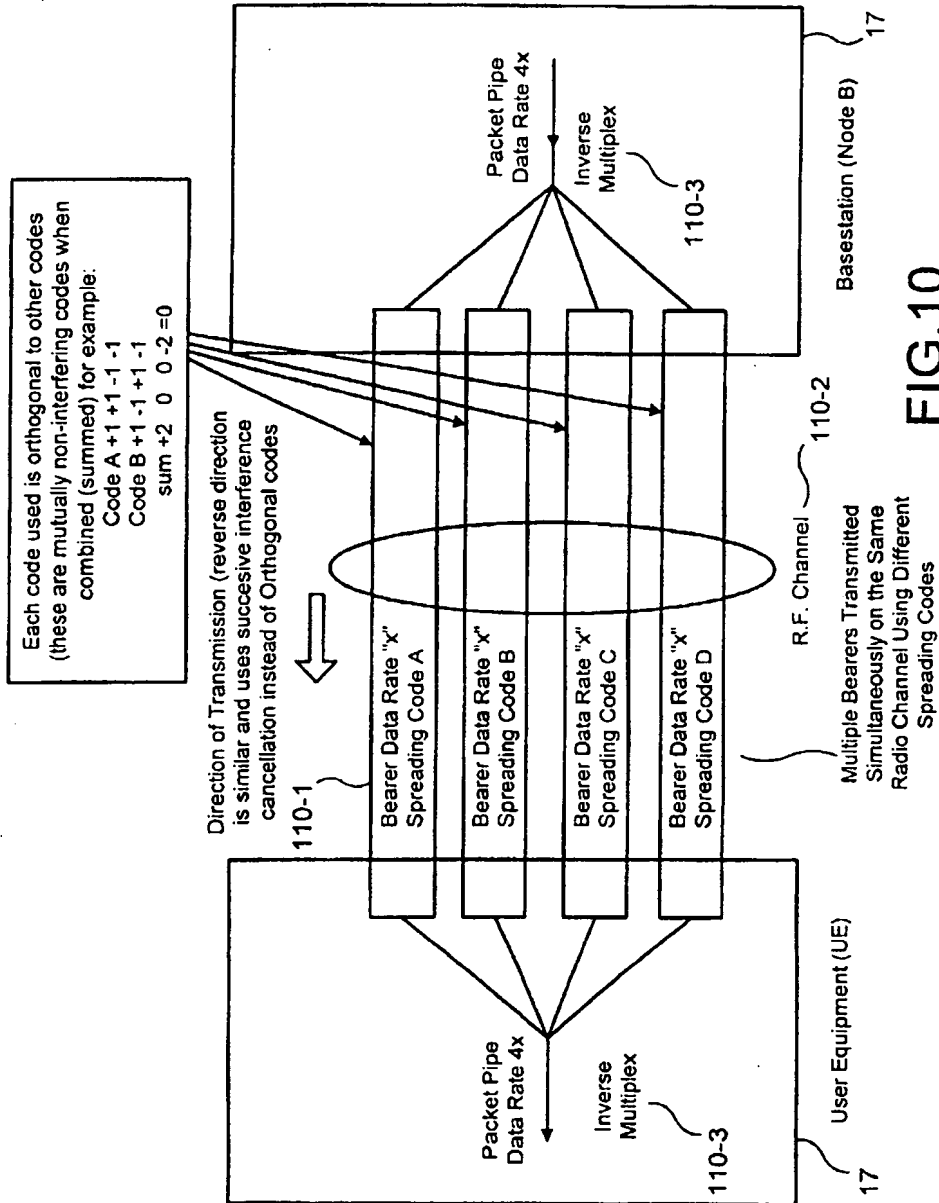 Each code used is orthogonal to other codes
(these are mutually non-interfering codes when
combined (summed) for example:
Code A +1 +1 -1 -1
Code B +1 -1 +1 -1
sum +2 0 0 -2 =0
Direction of Transmission (reverse direction
is similar and uses succesive interference
cancellation instead of Orthogonal codes
110-1
Packet Pipe
Data Rate 4x
Inverse
Multiplex
110-3
User Equipment (UE)
17
Bearer Data Rate "x"
Spreading Code A
Bearer Data Rate "x"
Spreading Code B
Bearer Data Rate "x"
Spreading Code C
Bearer Data Rate "x"
Spreading Code D
R.F. Channel
110-2
Multiple Bearers Transmitted
Simultaneously on the Same
Radio Channel Using Different
Spreading Codes
Packet Pipe
Data Rate 4x
Inverse
Multiplex
110-3
Basestation (Node B)
17
FIG.10